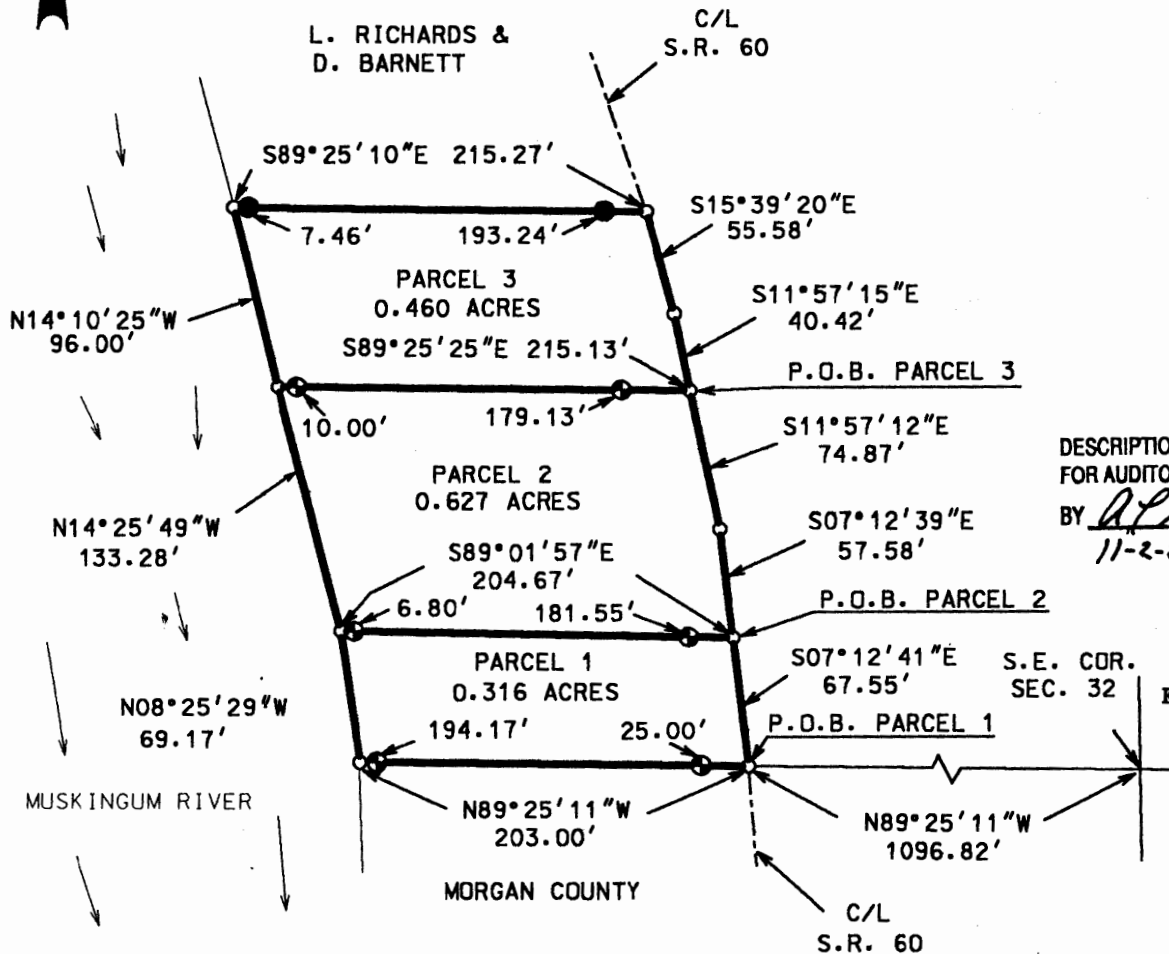 L. RICHARDS &
D. BARNETT
C/L
S.R. 60
S89°25'10"E 215.27'
7.46'
193.24'
S15°39'20"E
55.58'
PARCEL 3
0.460 ACRES
S11°57'15"E
40.42'
N14°10'25"W
96.00'
S89°25'25"E 215.13'
P.O.B. PARCEL 3
10.00'
179.13'
S11°57'12"E
74.87'
PARCEL 2
0.627 ACRES
DESCRIPTIO
FOR AUDITO
BY
11-2-
N14°25'49"W
133.28'
S07°12'39"E
57.58'
S89°01'57"E
204.67'
P.O.B. PARCEL 2
6.80'
181.55'
PARCEL 1
0.316 ACRES
S07°12'41"E
67.55'
S.E. COR.
SEC. 32
N08°25'29"W
69.17'
194.17'
25.00'
P.O.B. PARCEL 1
MUSKINGUM RIVER
N89°25'11"W
203.00'
N89°25'11"W
1096.82'
MORGAN COUNTY
C/L
S.R. 60